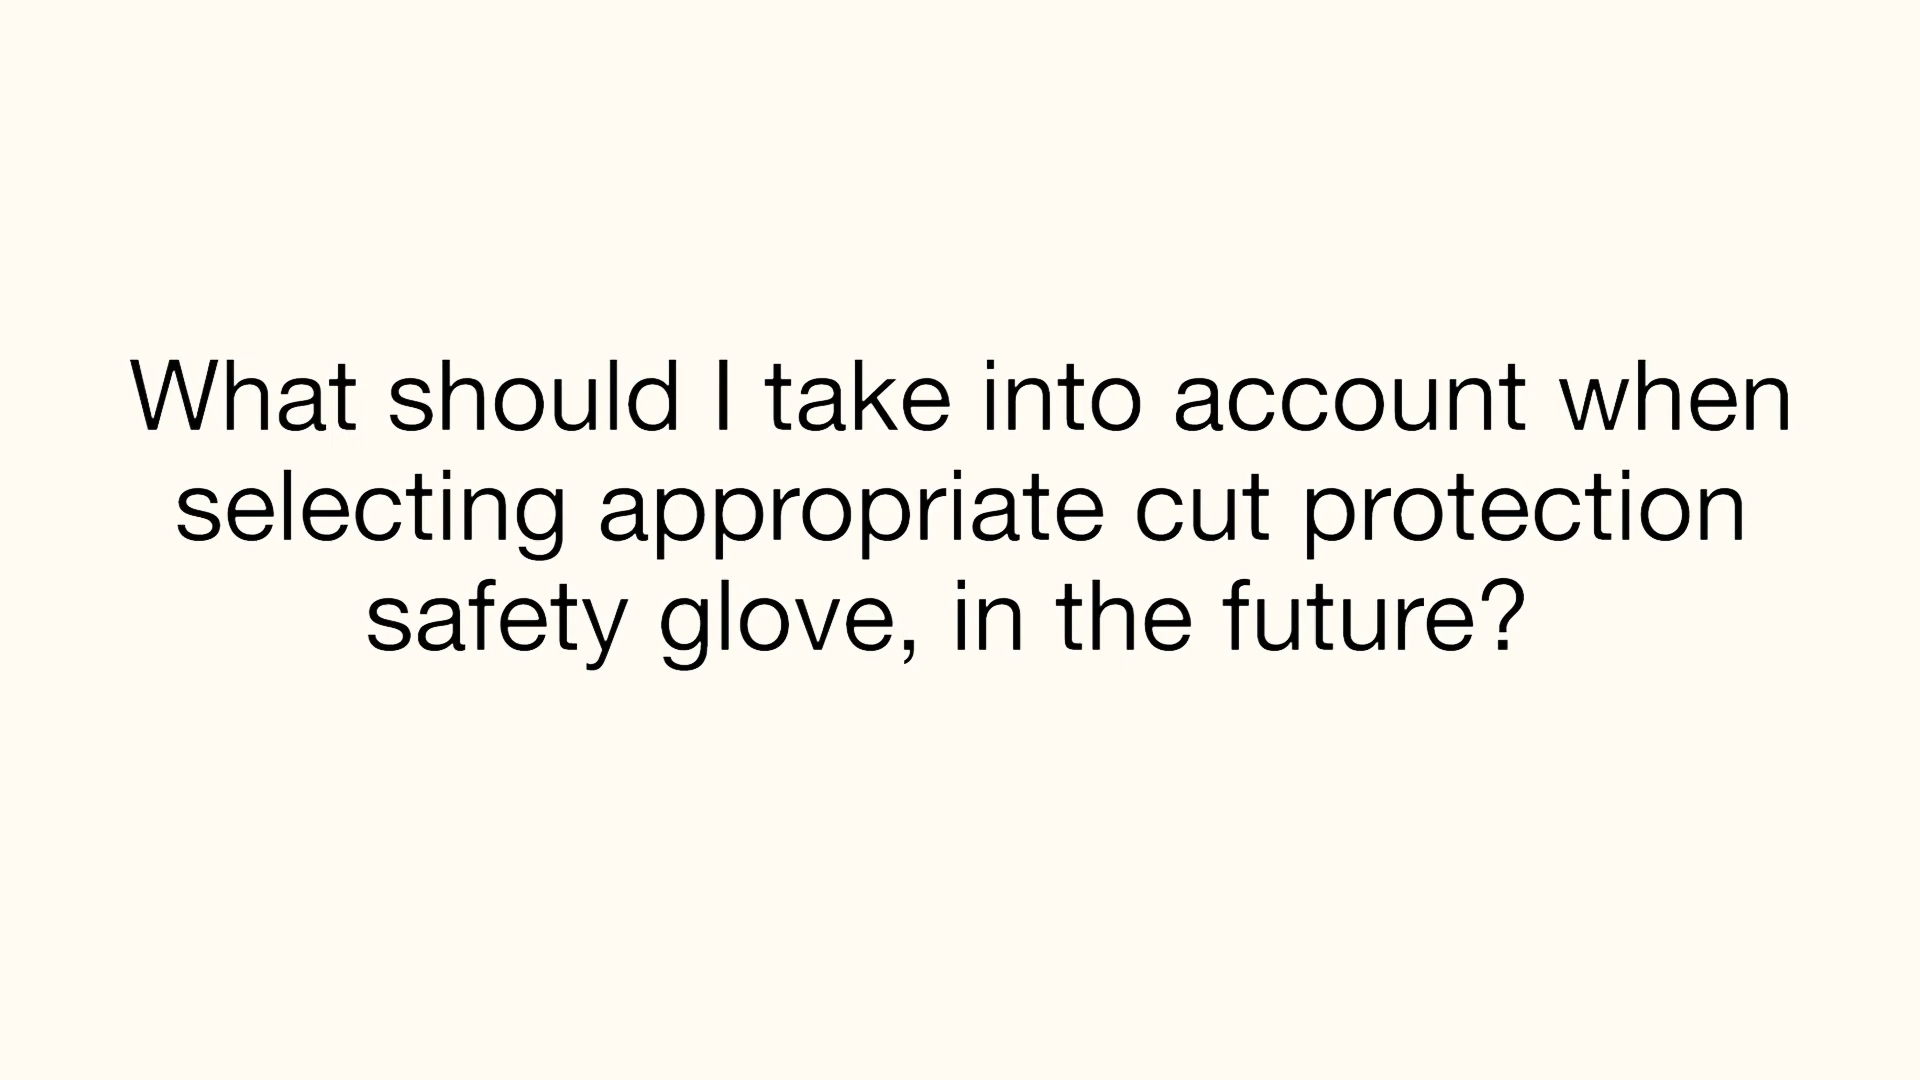 What should I take into account when
selecting appropriate cut protection
safety glove, in the future?